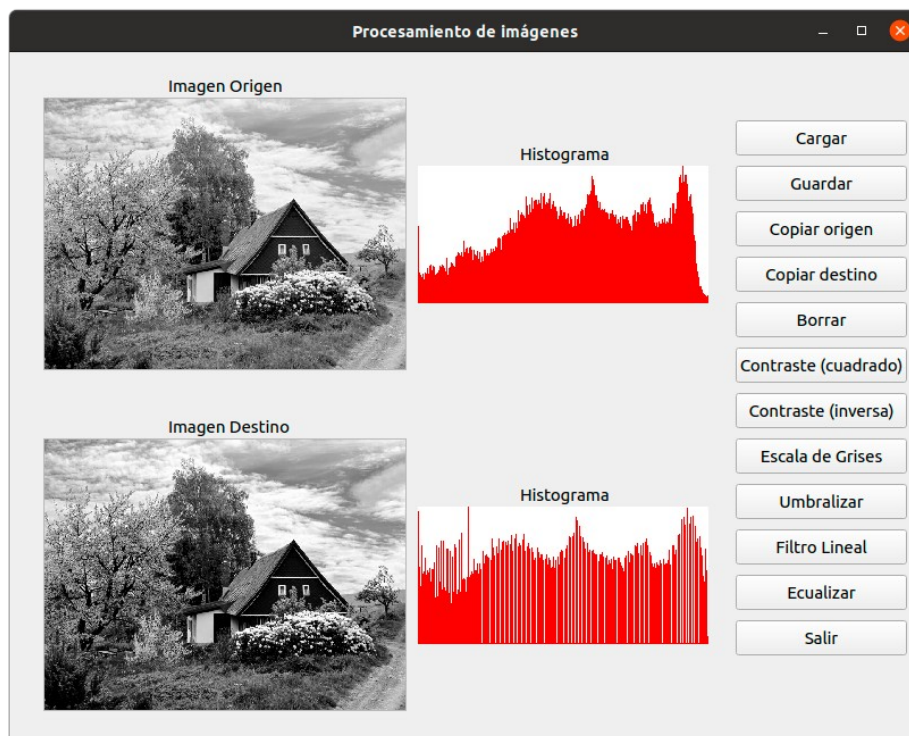 Procesamiento de imágenes
Imagen Origen
Histograma
Imagen Destino
Histograma
Cargar
Guardar
Copiar origen
Copiar destino
Borrar
Contraste (cuadrado)
Contraste (inversa)
Escala de Grises
Umbralizar
Filtro Lineal
Ecualizar
Salir